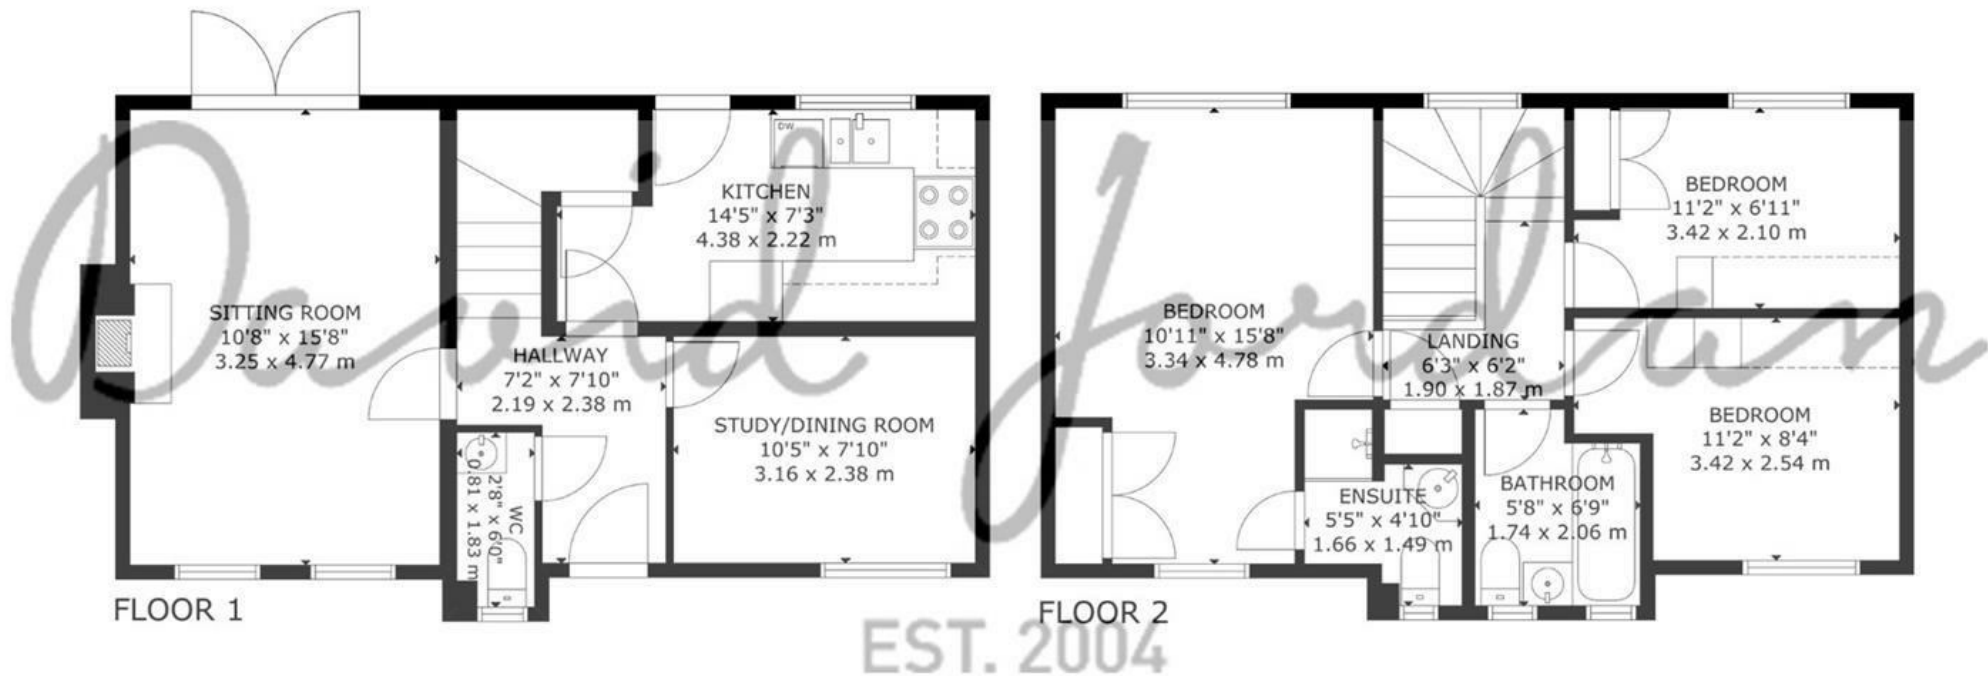 SITTING ROOM
10'8" x 15'8"
3.25 x 4.77 m
DW
KITCHEN
14'5" x 7'3"
4.38 x 2.22 m
HALLWAY
7'2" x 7'10"
2.19 x 2.38 m
STUDY/DINING ROOM
10'5" x 7'10"
3.16 x 2.38 m
WC
2'8" x 6'0"
0.81 x 1.83 m
FLOOR 1
BEDROOM
10'11" x 15'8"
3.34 x 4.78 m
BEDROOM
11'2" x 6'11"
3.42 x 2.10 m
LANDING
6'3" x 6'2"
1.90 x 1.87 m
BEDROOM
11'2" x 8'4"
3.42 x 2.54 m
ENSUITE
5'5" x 4'10"
1.66 x 1.49 m
BATHROOM
5'8" x 6'9"
1.74 x 2.06 m
FLOOR 2
David Jordan
EST. 2004